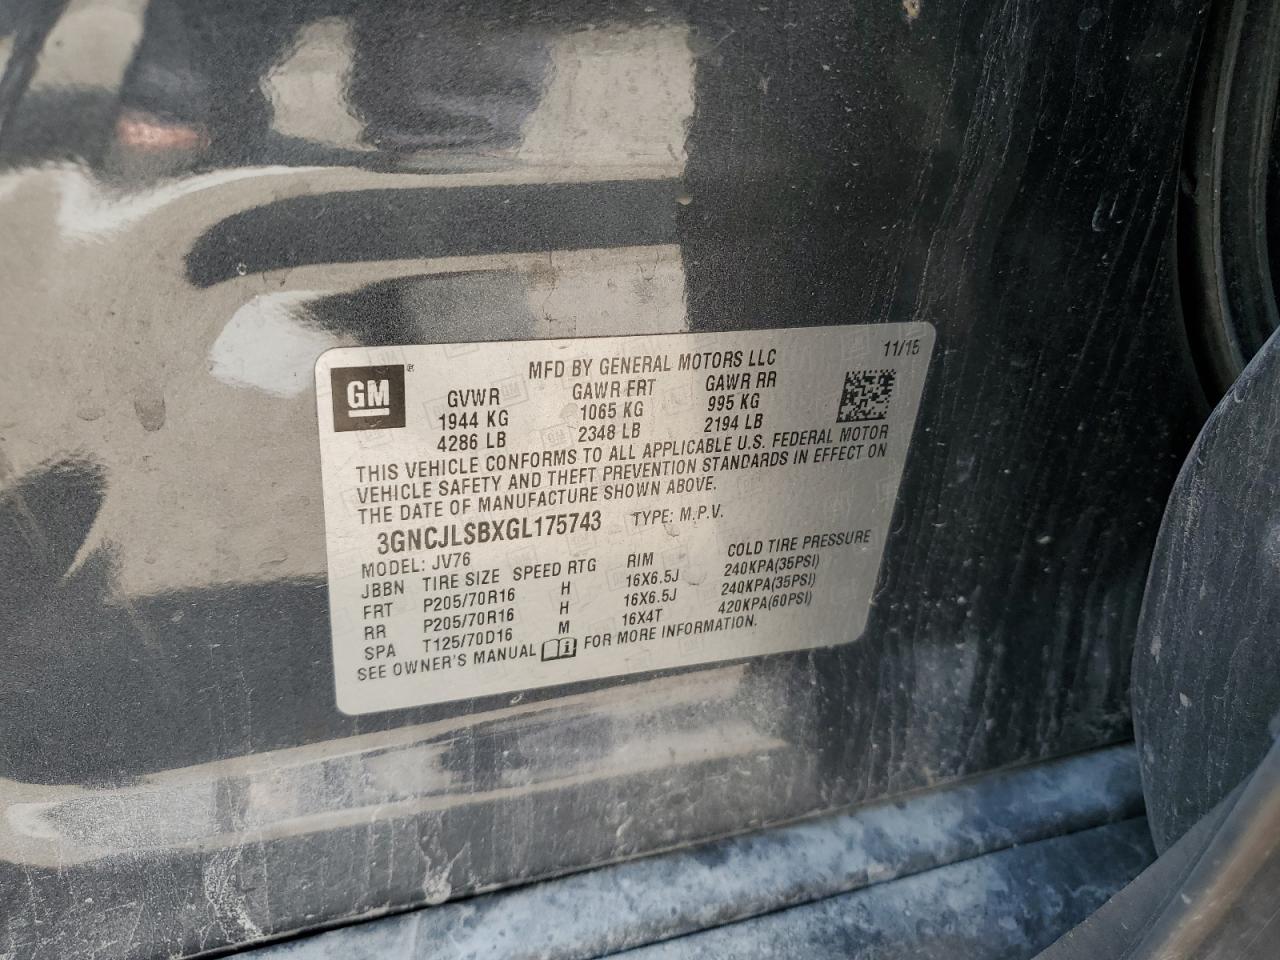 GM ®
MFD BY GENERAL MOTORS LLC 11/15
GVWR GAWR FRT GAWR RR
1944 KG 1065 KG 995 KG
4286 LB 2348 LB 2194 LB
THIS VEHICLE CONFORMS TO ALL APPLICABLE U.S. FEDERAL MOTOR
VEHICLE SAFETY AND THEFT PREVENTION STANDARDS IN EFFECT ON
THE DATE OF MANUFACTURE SHOWN ABOVE.
3GNCJLSBXGL175743 TYPE: M.P.V.
MODEL: JV76
JBBN TIRE SIZE SPEED RTG RIM COLD TIRE PRESSURE
FRT P205/70R16 H 16X6.5J 240KPA(35PSI)
RR P205/70R16 H 16X6.5J 240KPA(35PSI)
SPA T125/70D16 M 16X4T 420KPA(60PSI)
SEE OWNER'S MANUAL i FOR MORE INFORMATION.